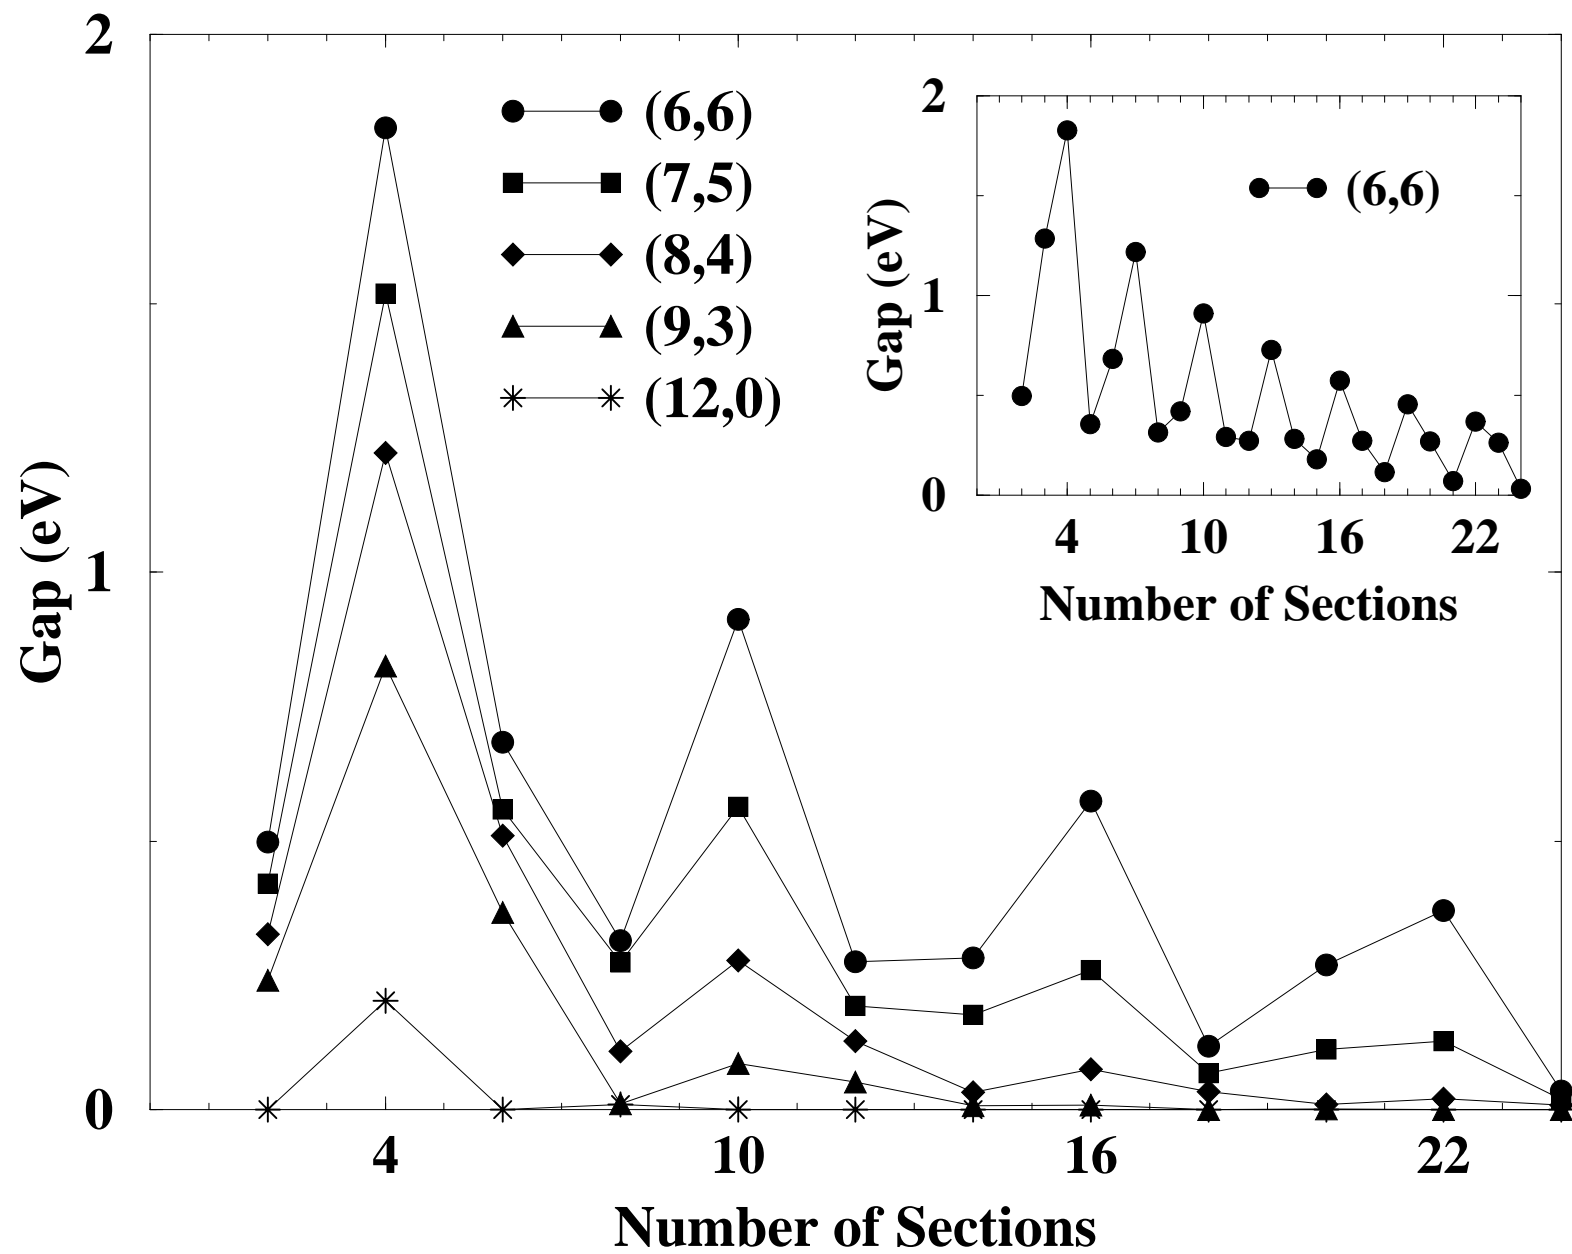 2
1
0
Gap (eV)
4 10 16 22
Number of Sections
(6,6)
(7,5)
(8,4)
(9,3)
(12,0)
2
1
0
Gap (eV)
(6,6)
4 10 16 22
Number of Sections